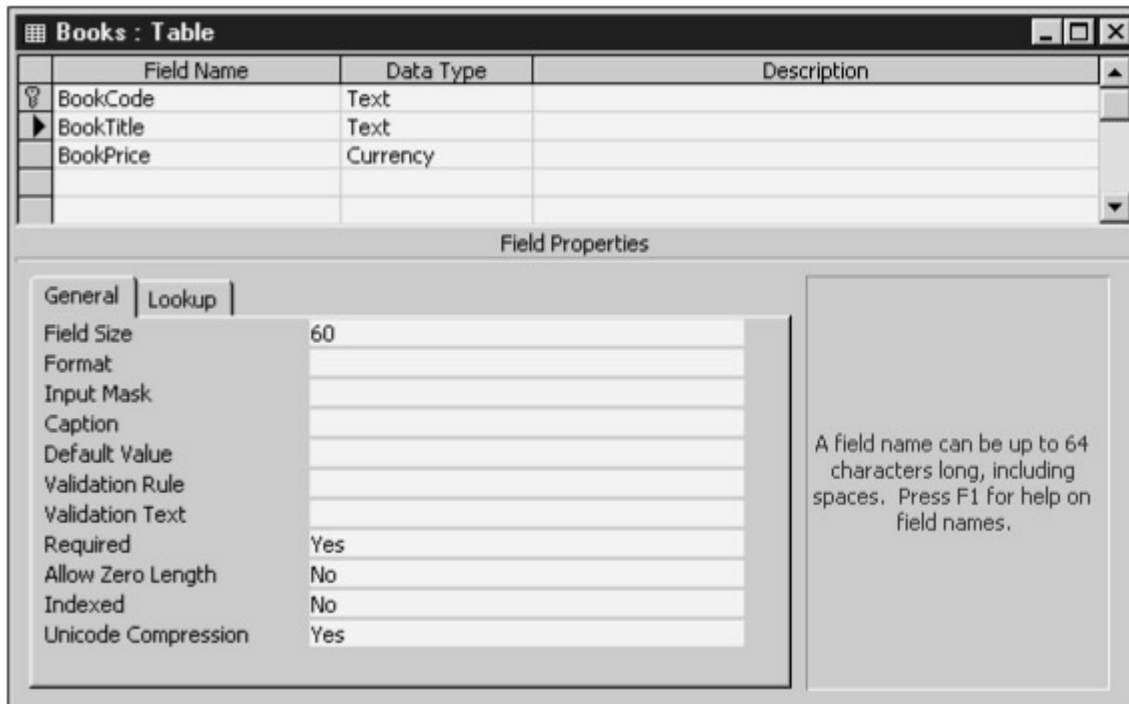 Books : Table
Field Name Data Type Description
BookCode Text
BookTitle Text
BookPrice Currency
Field Properties
General Lookup
Field Size 60
Format
Input Mask
Caption
Default Value
Validation Rule
Validation Text
Required Yes
Allow Zero Length No
Indexed No
Unicode Compression Yes
A field name can be up to 64
characters long, including
spaces. Press F1 for help on
field names.